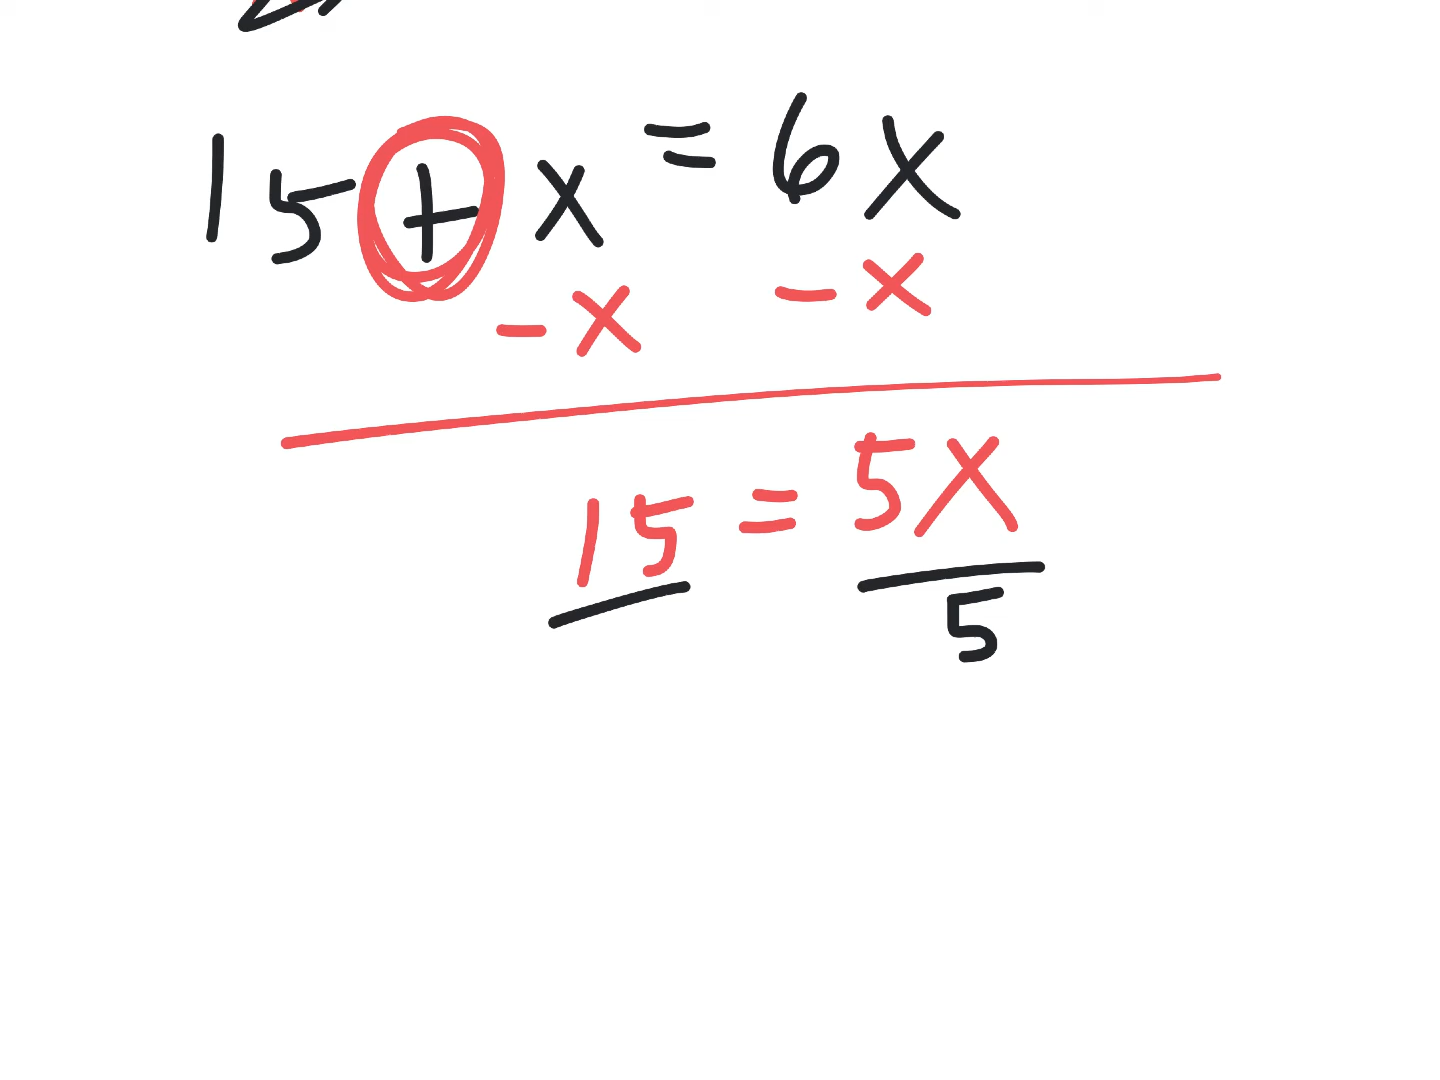 15 + x = 6x
- x - x
15 = 5x
5